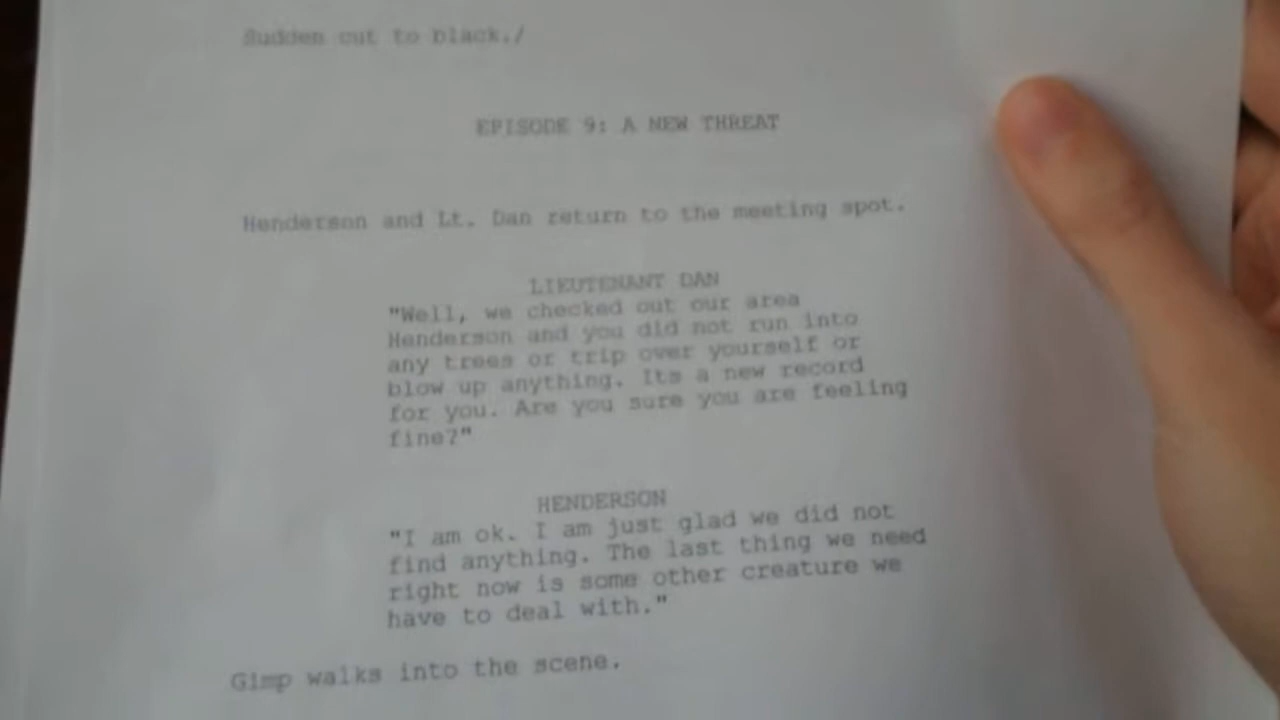 Sudden cut to black./
EPISODE 9: A NEW THREAT
Henderson and Lt. Dan return to the meeting spot.
LIEUTENANT DAN
"Well, we checked out our area
Henderson and you did not run into
any trees or trip over yourself or
blow up anything. Its a new record
for you. Are you sure you are feeling
fine?"
HENDERSON
"I am ok. I am just glad we did not
find anything. The last thing we need
right now is some other creature we
have to deal with."
Gimp walks into the scene.